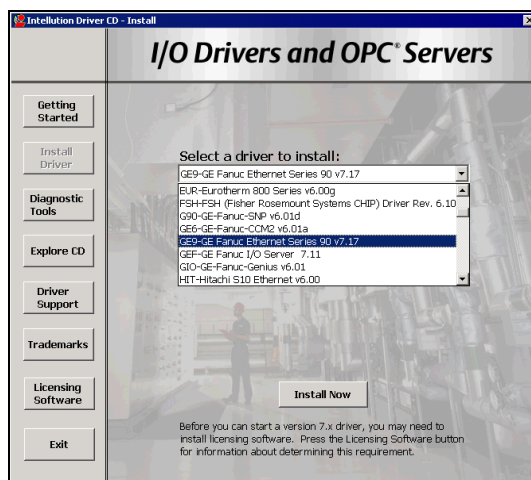 Intellution Driver CD - Install
I/O Drivers and OPC® Servers
Getting
Started
Install
Driver
Diagnostic
Tools
Explore CD
Driver
Support
Trademarks
Licensing
Software
Exit
Select a driver to install:
GE9-GE Fanuc Ethernet Series 90 v7.17
EUR-Eurotherm 800 Series v6.00g
FSH-FSH (Fisher Rosemount Systems CHIP) Driver Rev. 6.10
G90-GE-Fanuc-SNP v6.01d
GE6-GE-Fanuc-CCM2 v6.01a
GE9-GE Fanuc Ethernet Series 90 v7.17
GEF-GE Fanuc I/O Server 7.11
GIO-GE-Fanuc-Genius v6.01
HIT-Hitachi S10 Ethernet v6.00
Install Now
Before you can start a version 7.x driver, you may need to
install licensing software. Press the Licensing Software button
for information about determining this requirement.